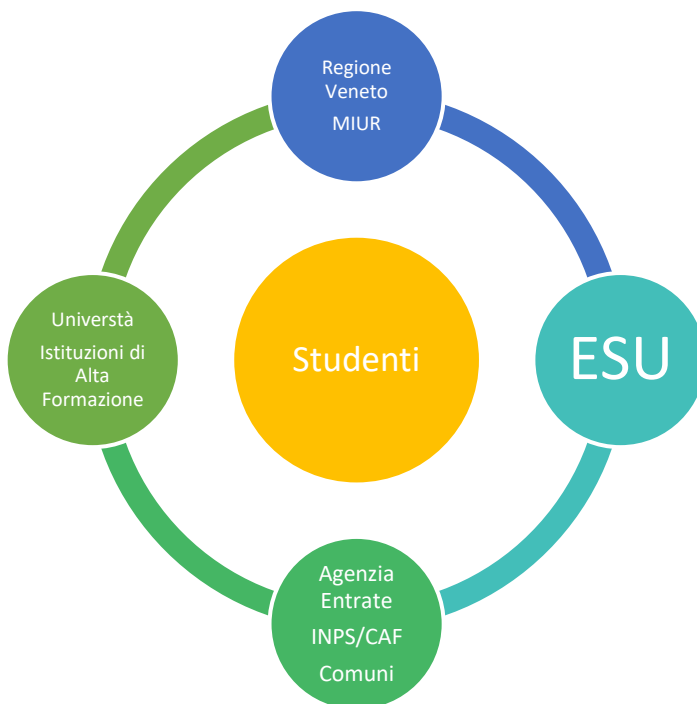 Regione
Veneto
MIUR
Universtà
Istituzioni di
Alta
Formazione
Studenti
ESU
Agenzia
Entrate
INPS/CAF
Comuni